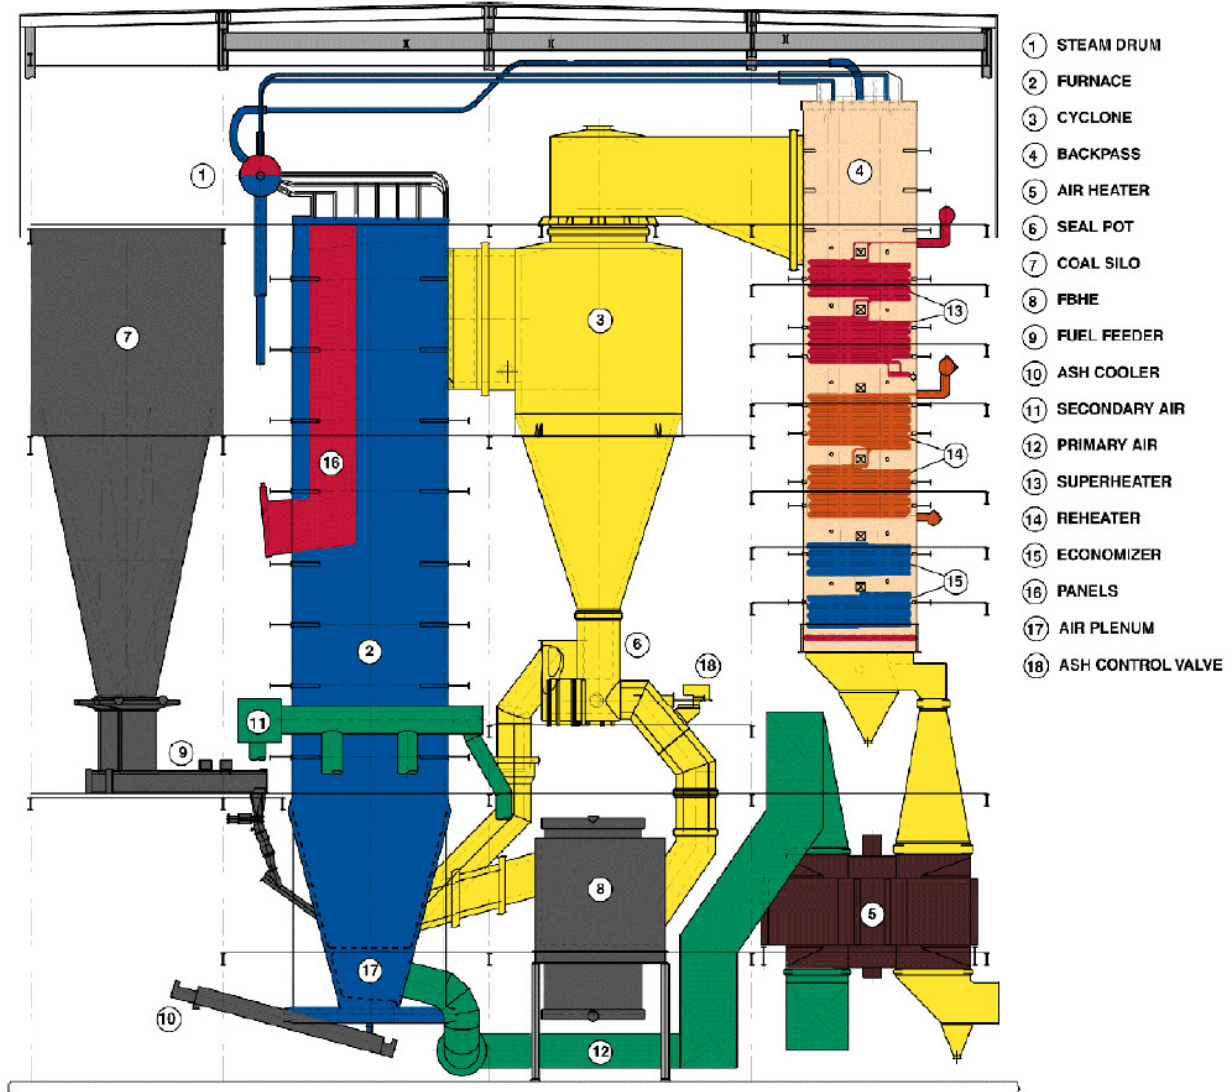 1 STEAM DRUM
2 FURNACE
3 CYCLONE
4 BACKPASS
5 AIR HEATER
6 SEAL POT
7 COAL SILO
8 FBHE
9 FUEL FEEDER
10 ASH COOLER
11 SECONDARY AIR
12 PRIMARY AIR
13 SUPERHEATER
14 REHEATER
15 ECONOMIZER
16 PANELS
17 AIR PLENUM
18 ASH CONTROL VALVE
1
4
13
7
3
14
16
15
2
6
18
11
9
8
5
17
10
12